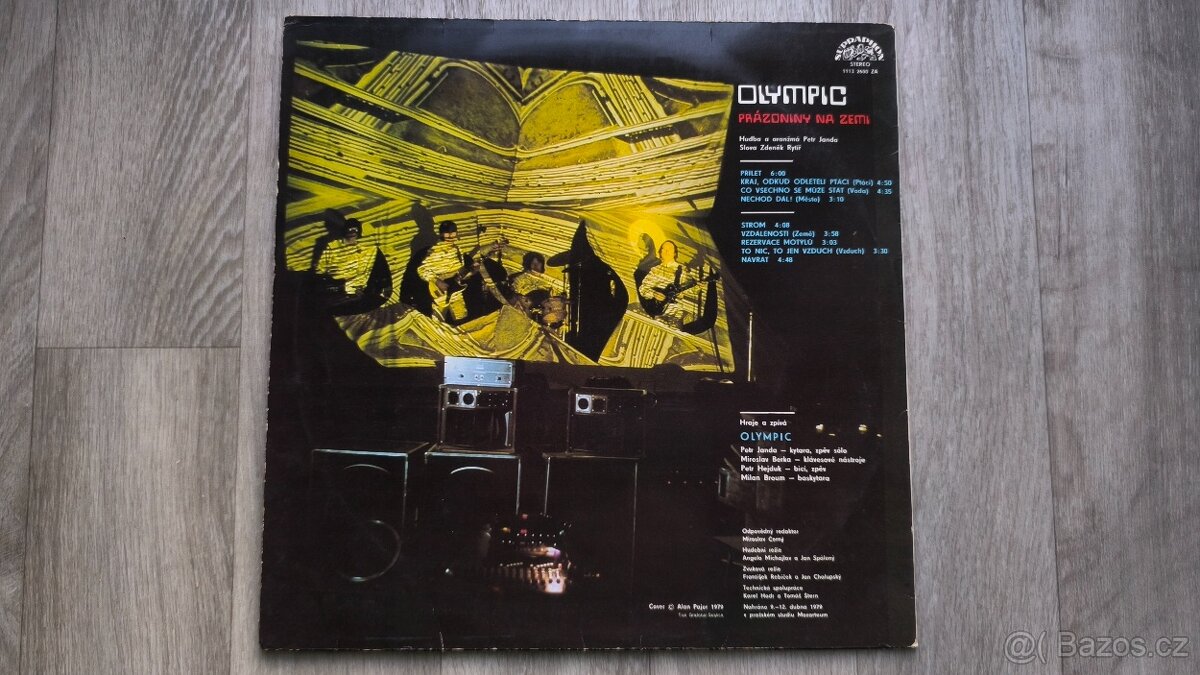 SUPRAPHON
STEREO
1113 2600 ZA
OLYMPIC
PRÁZDNINY NA ZEMI
Hudba a aranžmá Petr Janda
Slova Zdeněk Rytíř
PŘÍLET 6:00
KRAJ, ODKUD ODLETĚLI PTÁCI (Ptáci) 4:50
CO VŠECHNO SE MŮŽE STÁT (Voda) 4:35
NECHOĎ DÁL! (Město) 3:10
STROM 4:08
VZDÁLENOSTI (Země) 3:58
REZERVACE MOTÝLŮ 3:03
TO NIC, TO JEN VZDUCH (Vzduch) 3:30
NÁVRAT 4:48
Hraje a zpívá
OLYMPIC
Petr Janda — kytara, zpěv sólo
Miroslav Berka — klávesové nástroje
Petr Hejduk — bicí, zpěv
Milan Broum — baskytara
Odpovědný redaktor
Miroslav Černý
Hudební režie
Angelo Michajlov a Jan Spálený
Zvuková režie
František Řebíček a Jan Chalupský
Technická spolupráce
Karel Hodr a Tomáš Stern
Nahráno 9.—12. dubna 1979
v pražském studiu Mozarteum
Cover © Alan Pajer 1979
@( Bazos.cz